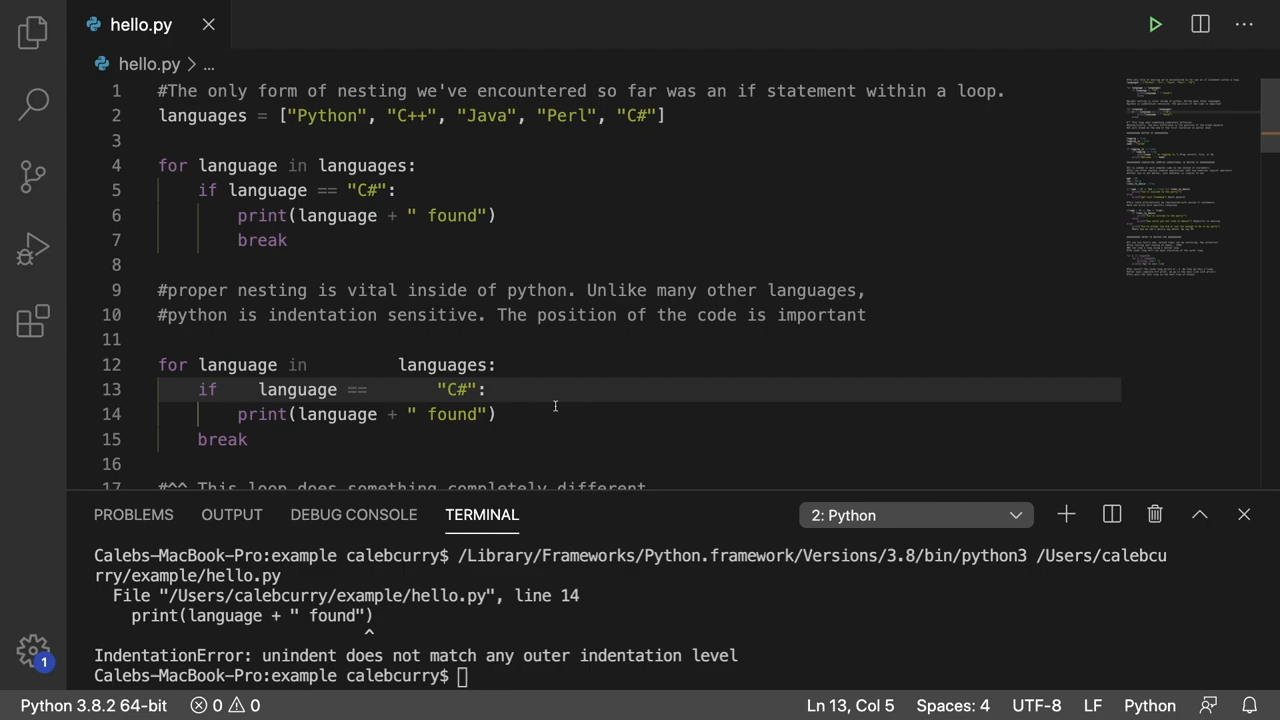 hello.py
hello.py > ...
1 #The only form of nesting we've encountered so far was an if statement within a loop.
2 languages = ["Python", "C++", "Java", "Perl", "C#"]
3
4 for language in languages:
5     if language == "C#":
6         print(language + " found")
7         break
8
9 #proper nesting is vital inside of python. Unlike many other languages,
10 #python is indentation sensitive. The position of the code is important
11
12 for language in         languages:
13     if    language ==       "C#":
14         print(language + " found")
15     break
16
17 #^^ This loop does something completely different
PROBLEMS OUTPUT DEBUG CONSOLE TERMINAL 2: Python
Calebs-MacBook-Pro:example calebcurry$ /Library/Frameworks/Python.framework/Versions/3.8/bin/python3 /Users/calebcu
rry/example/hello.py
  File "/Users/calebcurry/example/hello.py", line 14
    print(language + " found")
                            ^
IndentationError: unindent does not match any outer indentation level
Calebs-MacBook-Pro:example calebcurry$
1
Python 3.8.2 64-bit 0 0 Ln 13, Col 5 Spaces: 4 UTF-8 LF Python